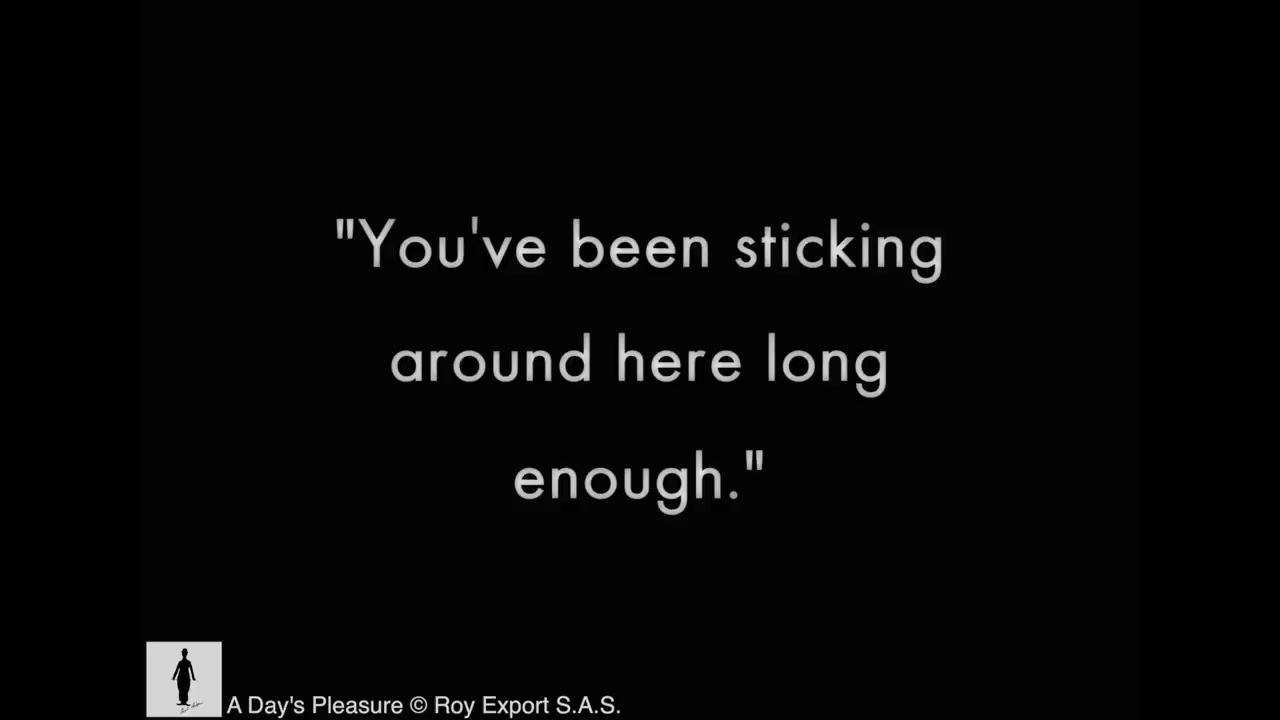 "You've been sticking
around here long
enough."
A Day's Pleasure © Roy Export S.A.S.